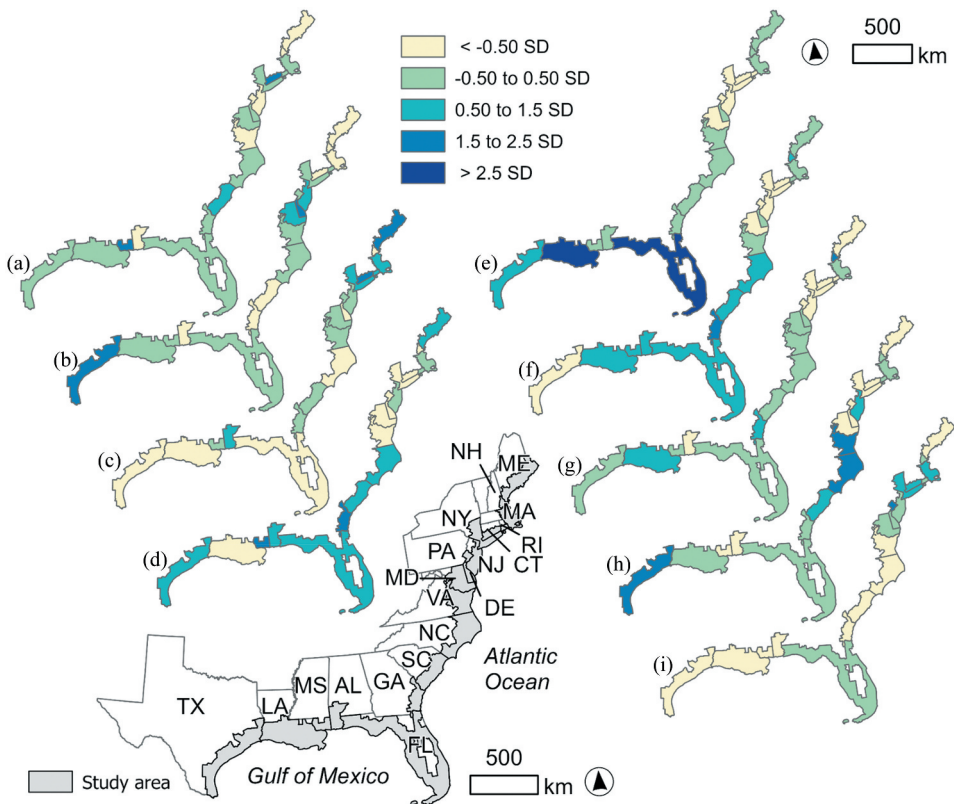 500
km
< -0.50 SD
-0.50 to 0.50 SD
0.50 to 1.5 SD
1.5 to 2.5 SD
> 2.5 SD
(a)
(e)
(b)
(f)
(c)
(g)
(d)
(h)
(i)
NH
ME
NY
MA
RI
PA
NJ
CT
MD
VA
DE
NC
SC
Atlantic
Ocean
MS
AL
GA
TX
LA
FL
Gulf of Mexico
Study area
500
km